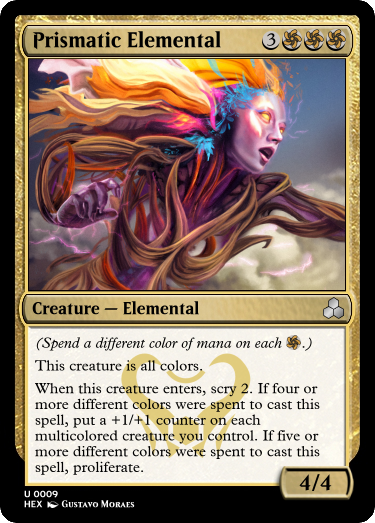 Prismatic Elemental 3
Creature — Elemental
(Spend a different color of mana on each .)
This creature is all colors.
When this creature enters, scry 2. If four or
more different colors were spent to cast this
spell, put a +1/+1 counter on each
multicolored creature you control. If five or
more different colors were spent to cast this
spell, proliferate.
4/4
U 0009
HEX Gustavo Moraes